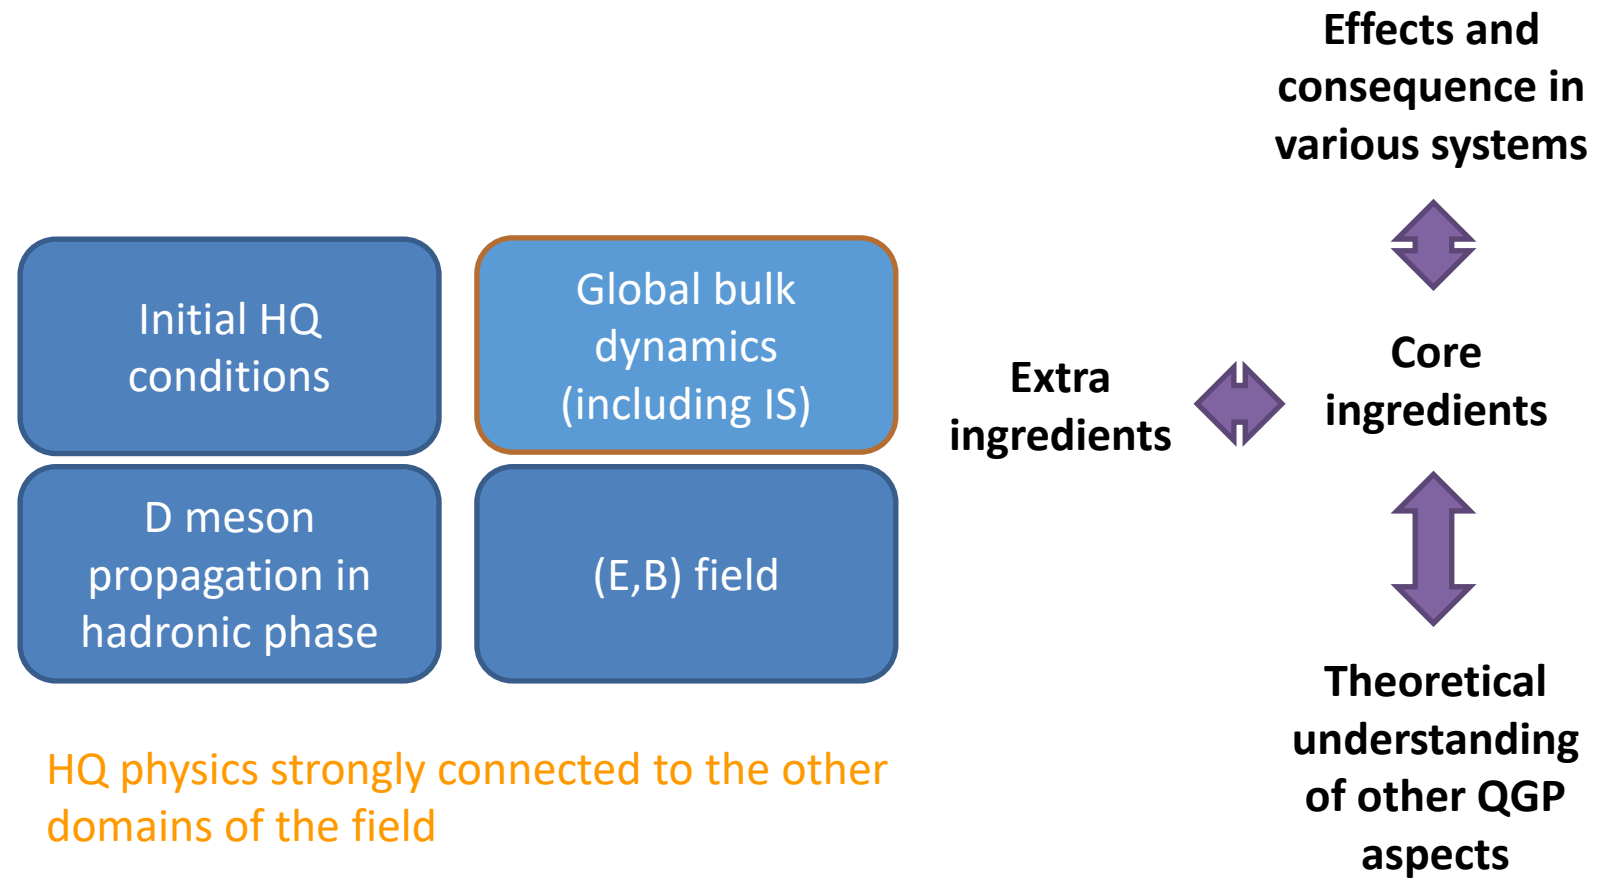 Initial HQ
conditions
Global bulk
dynamics
(including IS)
D meson
propagation in
hadronic phase
(E,B) field
HQ physics strongly connected to the other
domains of the field
Extra
ingredients
Effects and
consequence in
various systems
Core
ingredients
Theoretical
understanding
of other QGP
aspects